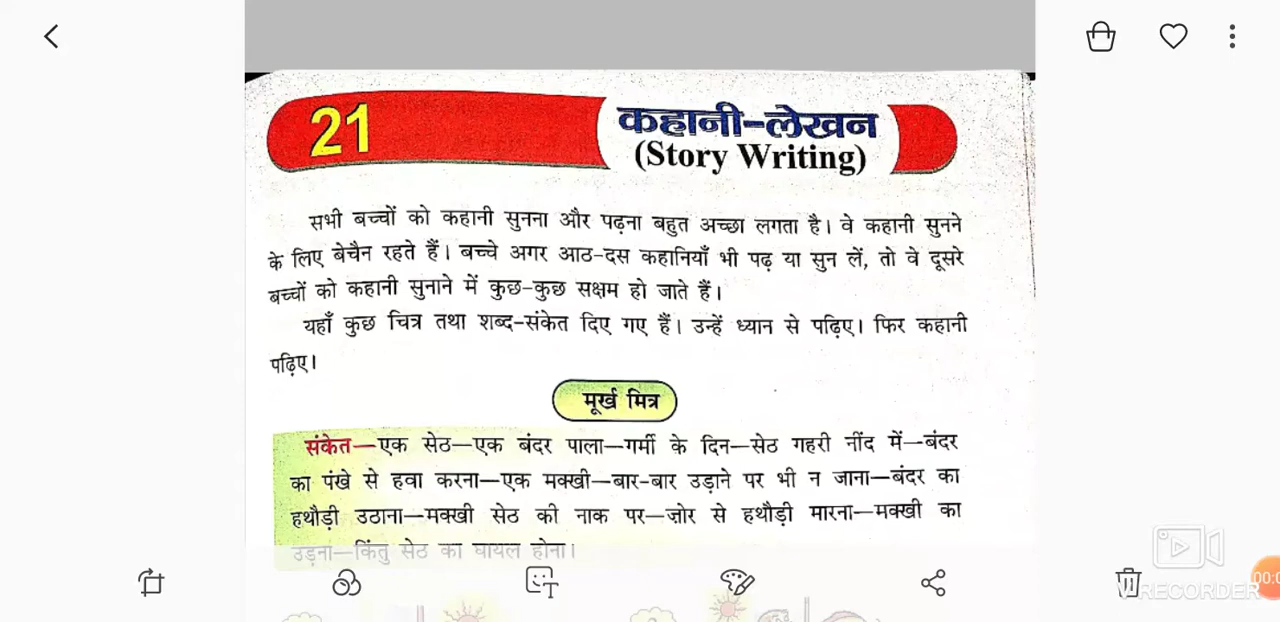 21
कहानी-लेखन
(Story Writing)
सभी बच्चों को कहानी सुनना और पढ़ना बहुत अच्छा लगता है। वे कहानी सुनने
के लिए बेचैन रहते हैं। बच्चे अगर आठ-दस कहानियाँ भी पढ़ या सुन लें, तो वे दूसरे
बच्चों को कहानी सुनाने में कुछ-कुछ सक्षम हो जाते हैं।
यहाँ कुछ चित्र तथा शब्द-संकेत दिए गए हैं। उन्हें ध्यान से पढ़िए। फिर कहानी
पढ़िए।
मूर्ख मित्र
संकेत—एक सेठ—एक बंदर पाला—गर्मी के दिन—सेठ गहरी नींद में—बंदर
का पंखे से हवा करना—एक मक्खी—बार-बार उड़ाने पर भी न जाना—बंदर का
हथौड़ी उठाना—मक्खी सेठ की नाक पर—ज़ोर से हथौड़ी मारना—मक्खी का
उड़ना—किंतु सेठ का घायल होना।
V RECORDER